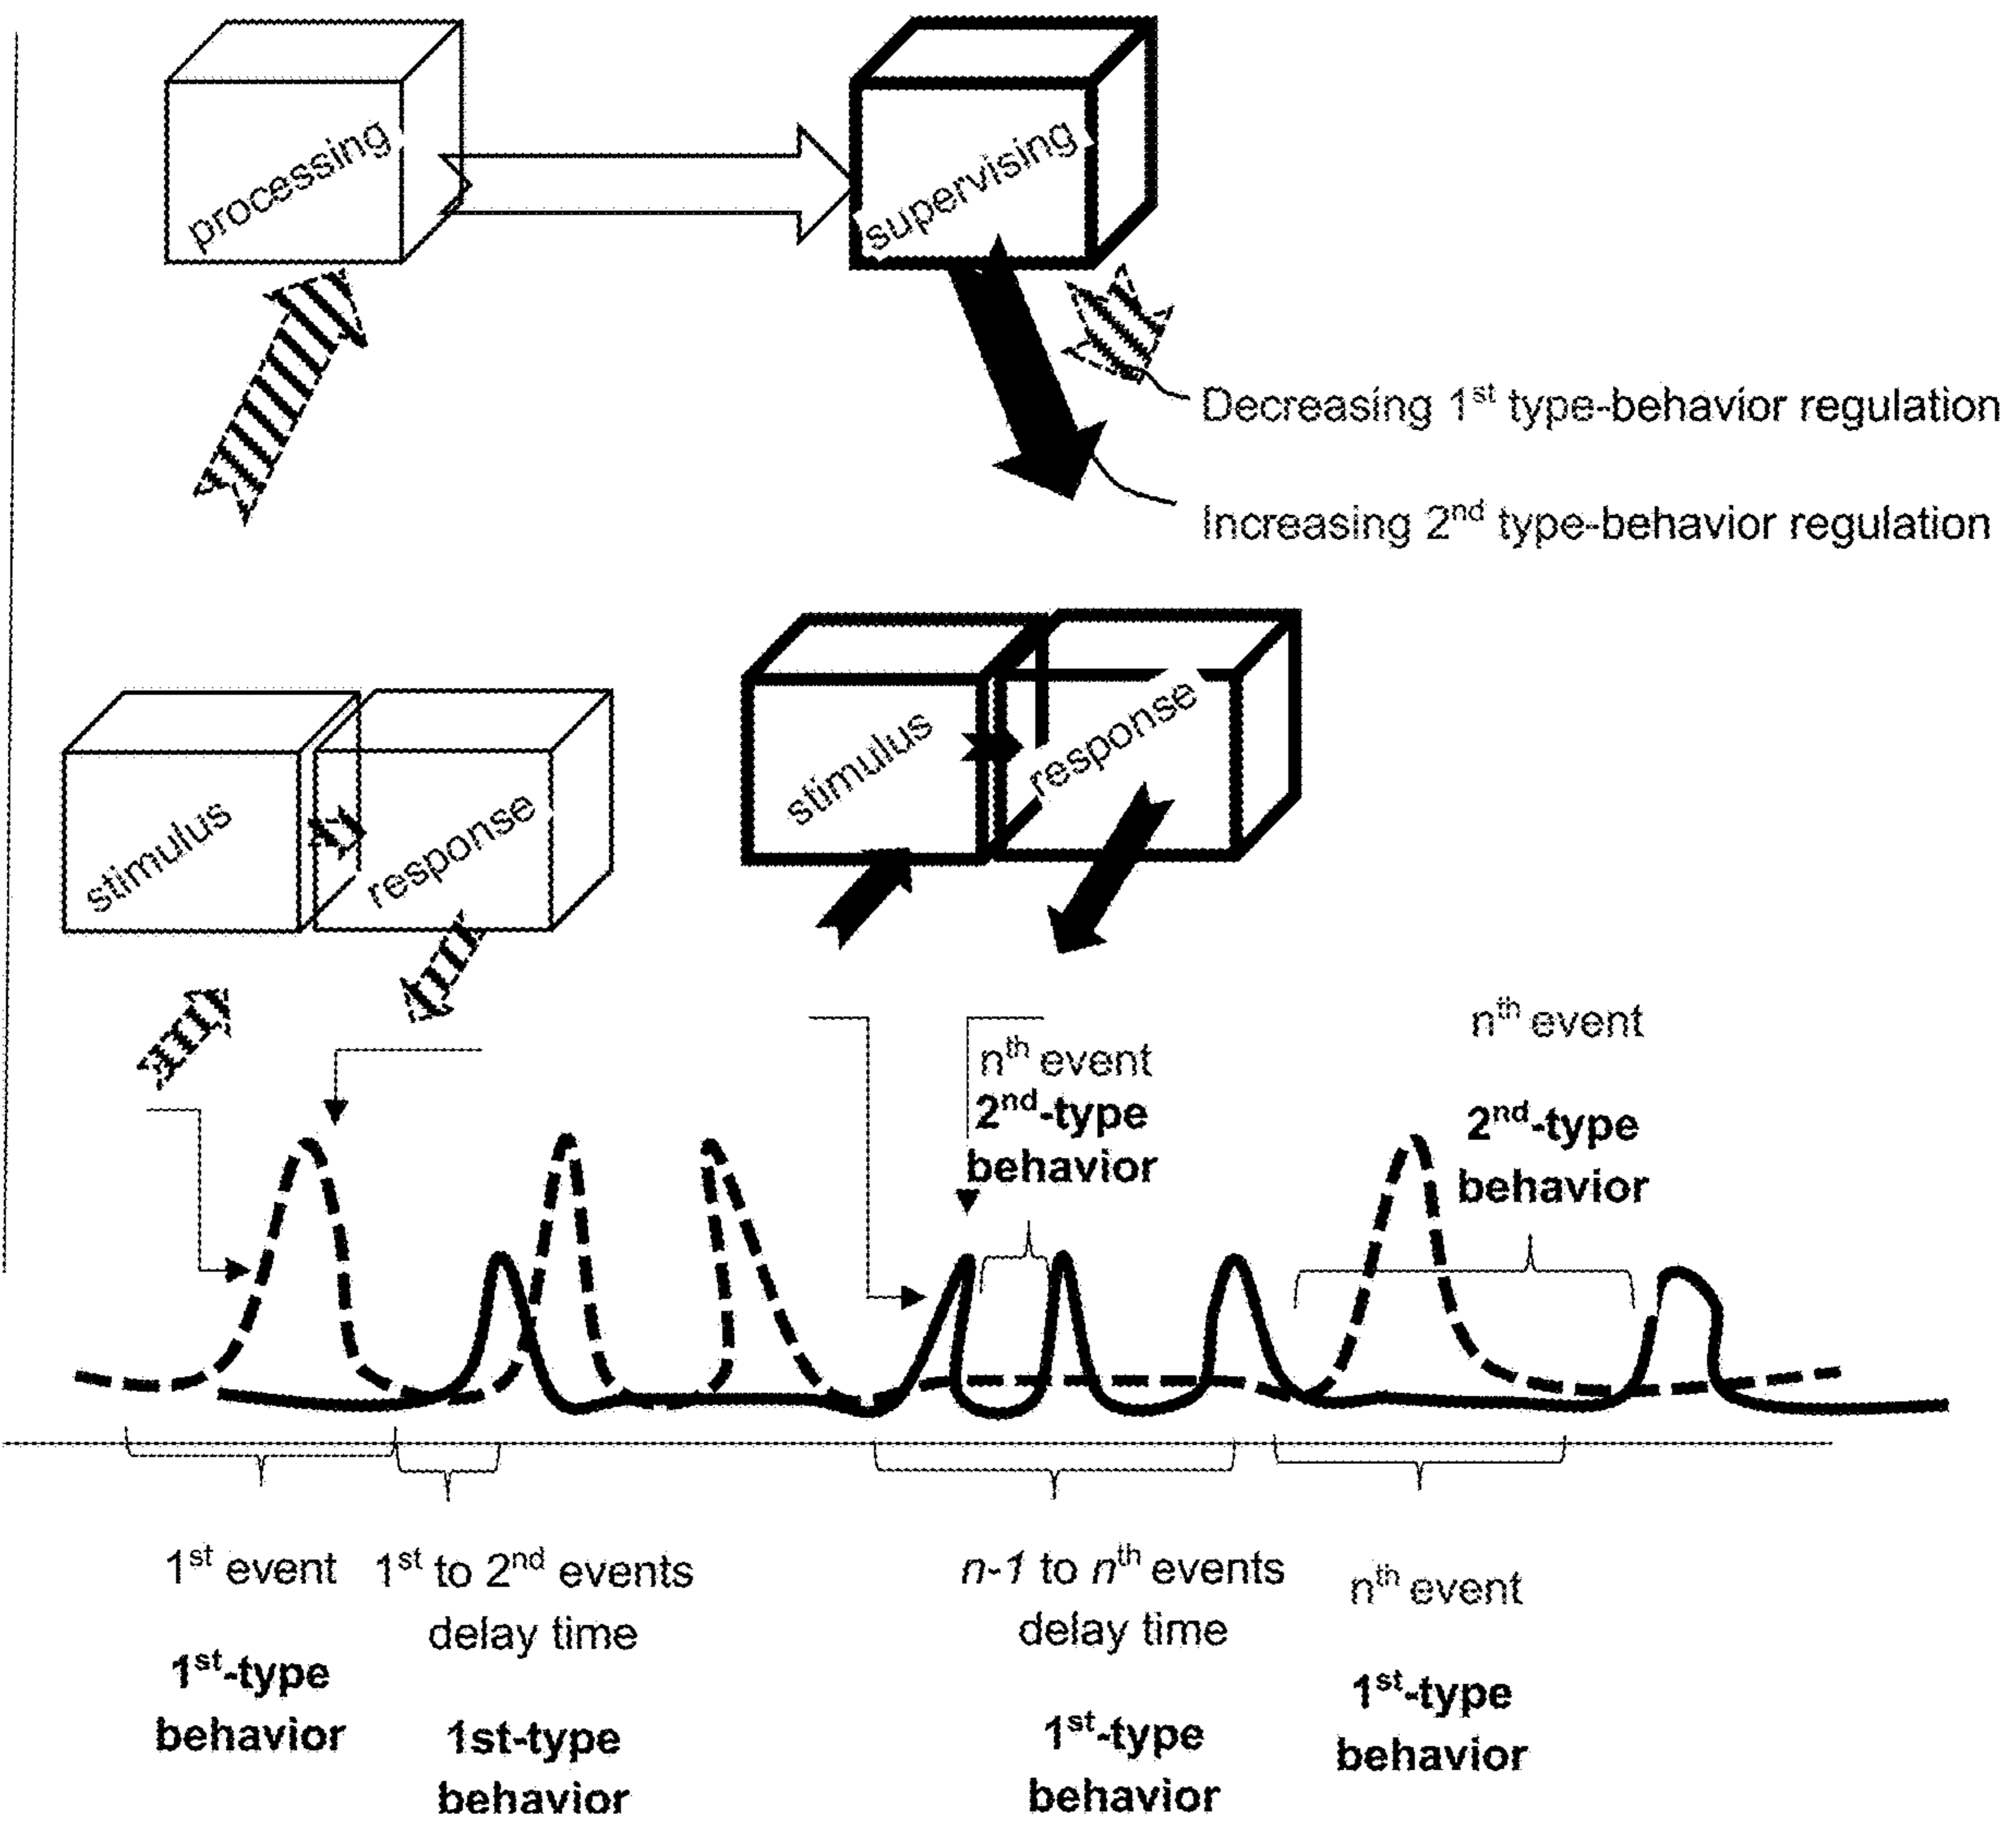 processing
supervising
Decreasing 1st type-behavior regulation
Increasing 2nd type-behavior regulation
stimulus
response
stimulus
response
nth event
2nd-type
behavior
nth event
2nd-type
behavior
1st event
1st-type
behavior
1st to 2nd events
delay time
1st-type
behavior
n-1 to nth events
delay time
1st-type
behavior
nth event
1st-type
behavior